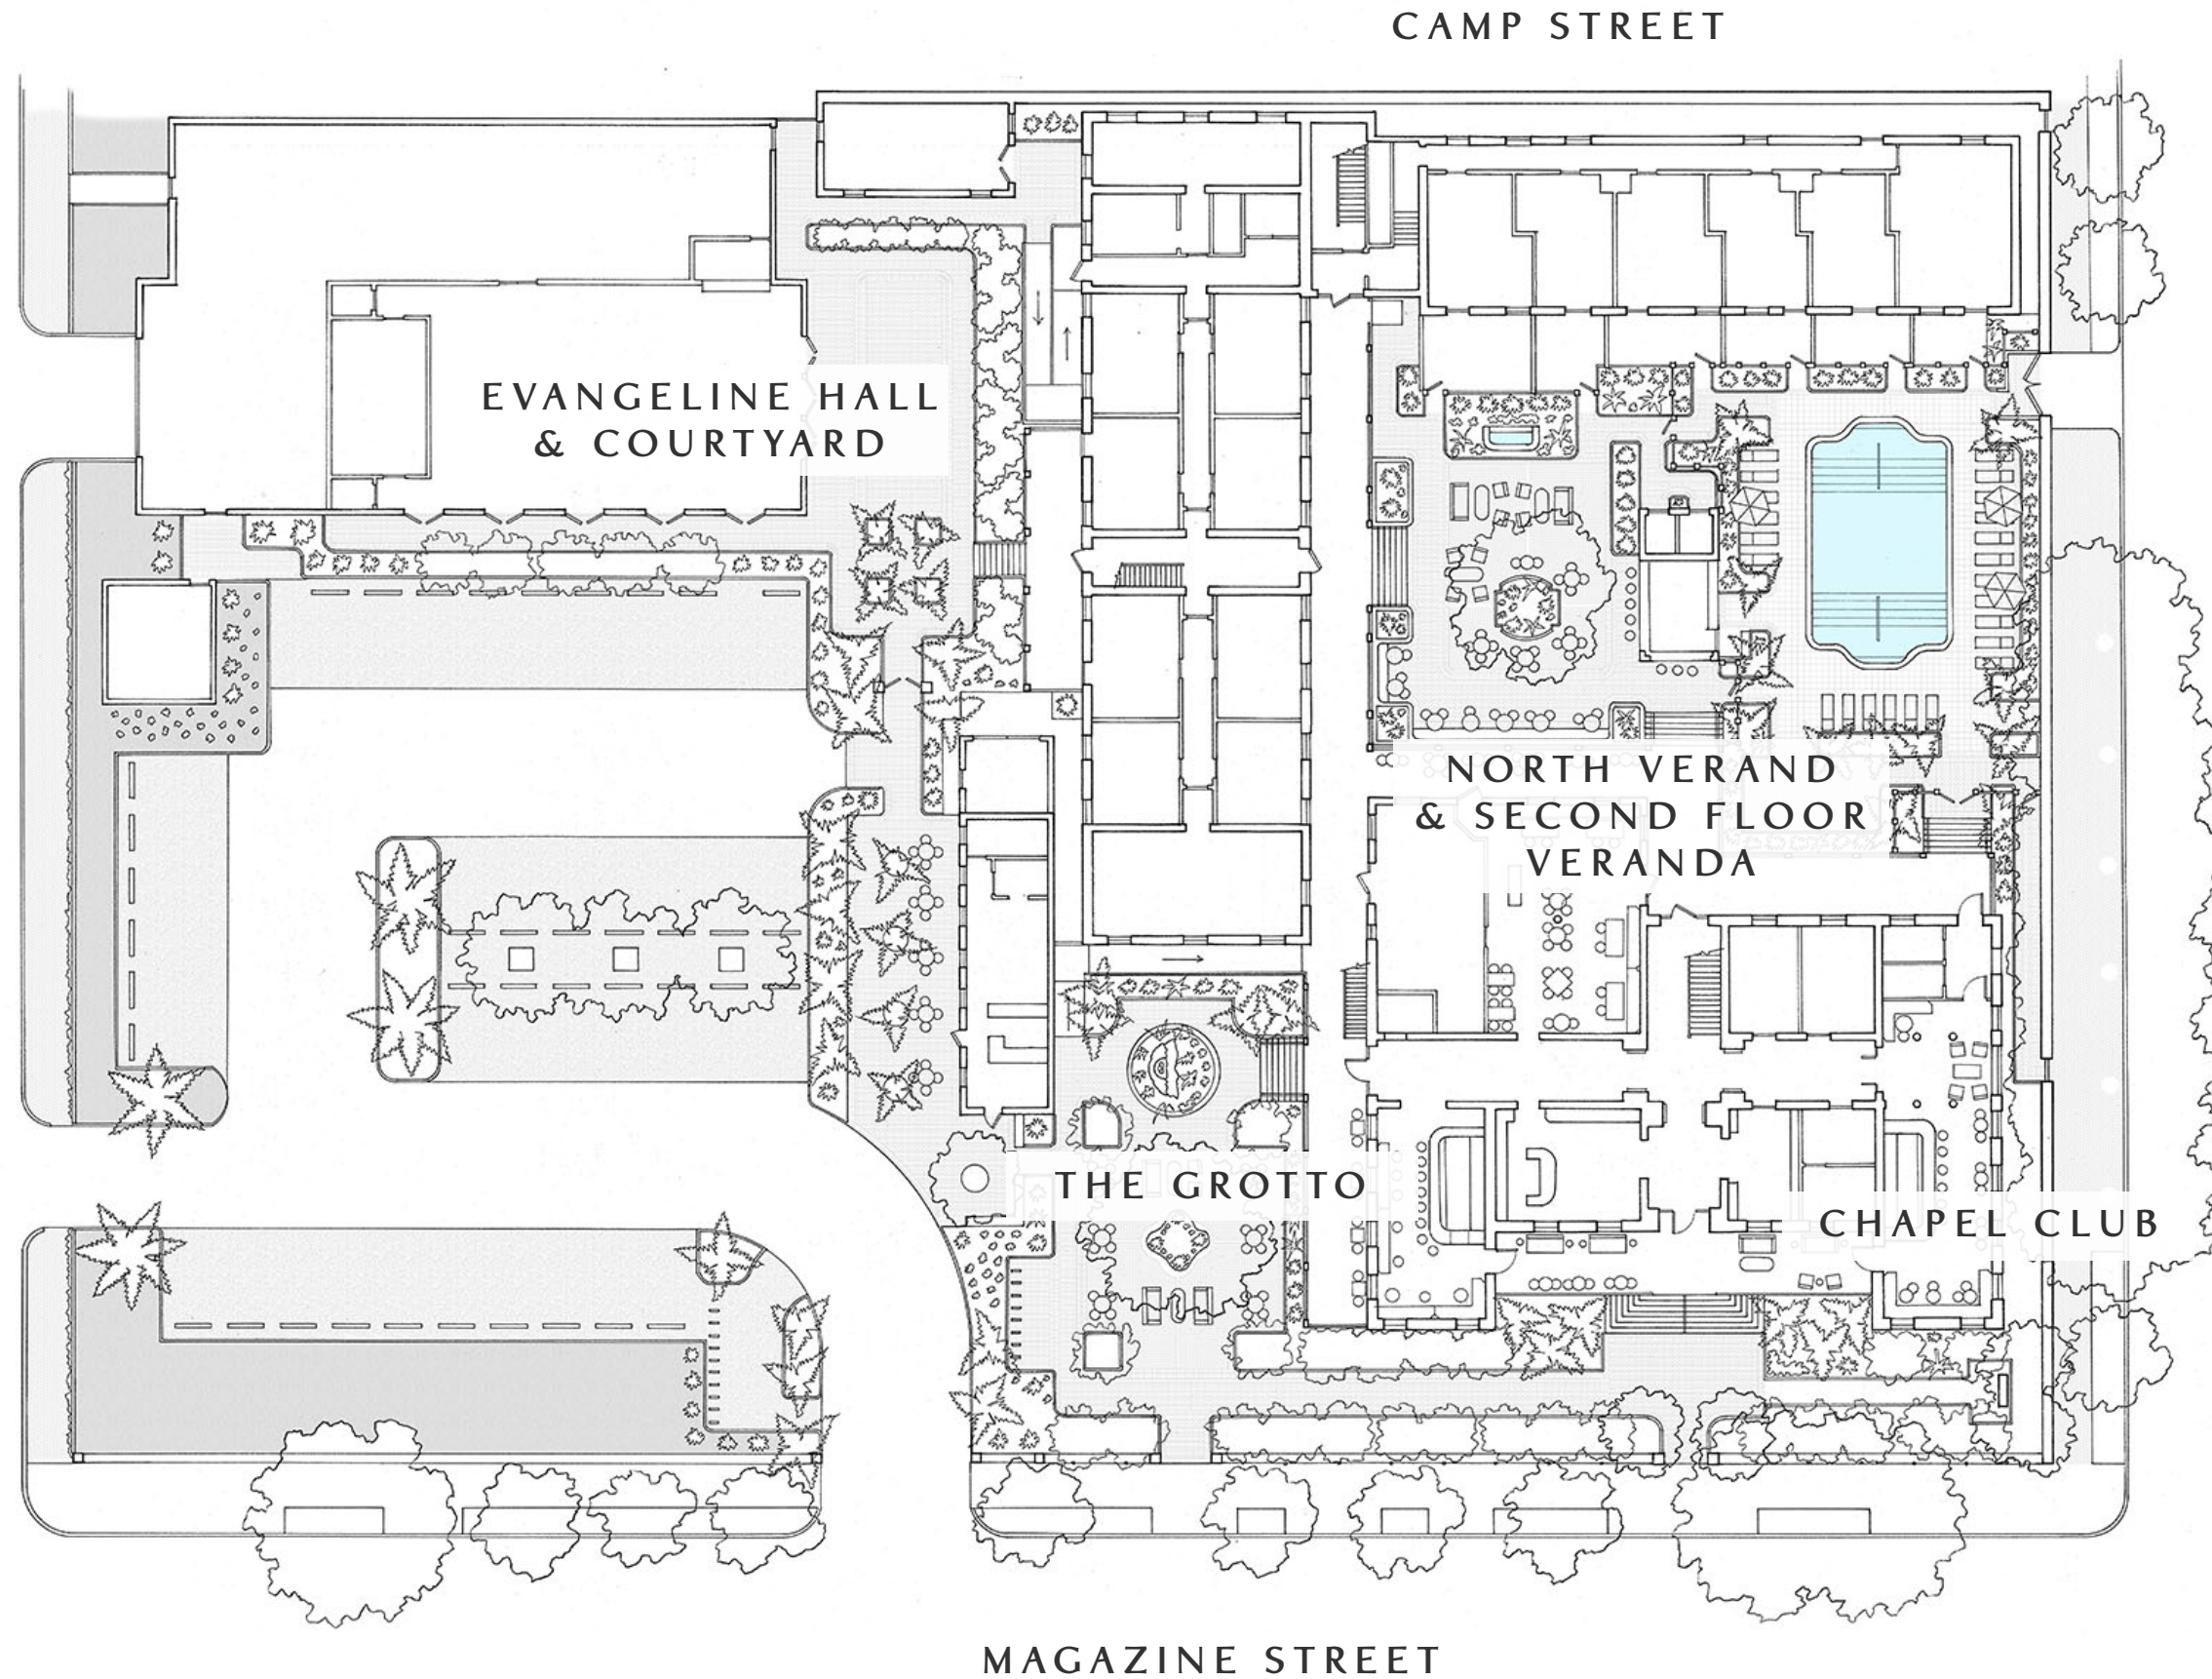 CAMP STREET
EVANGELINE HALL
& COURTYARD
NORTH VERAND
& SECOND FLOOR
VERANDA
THE GROTTO
CHAPEL CLUB
MAGAZINE STREET